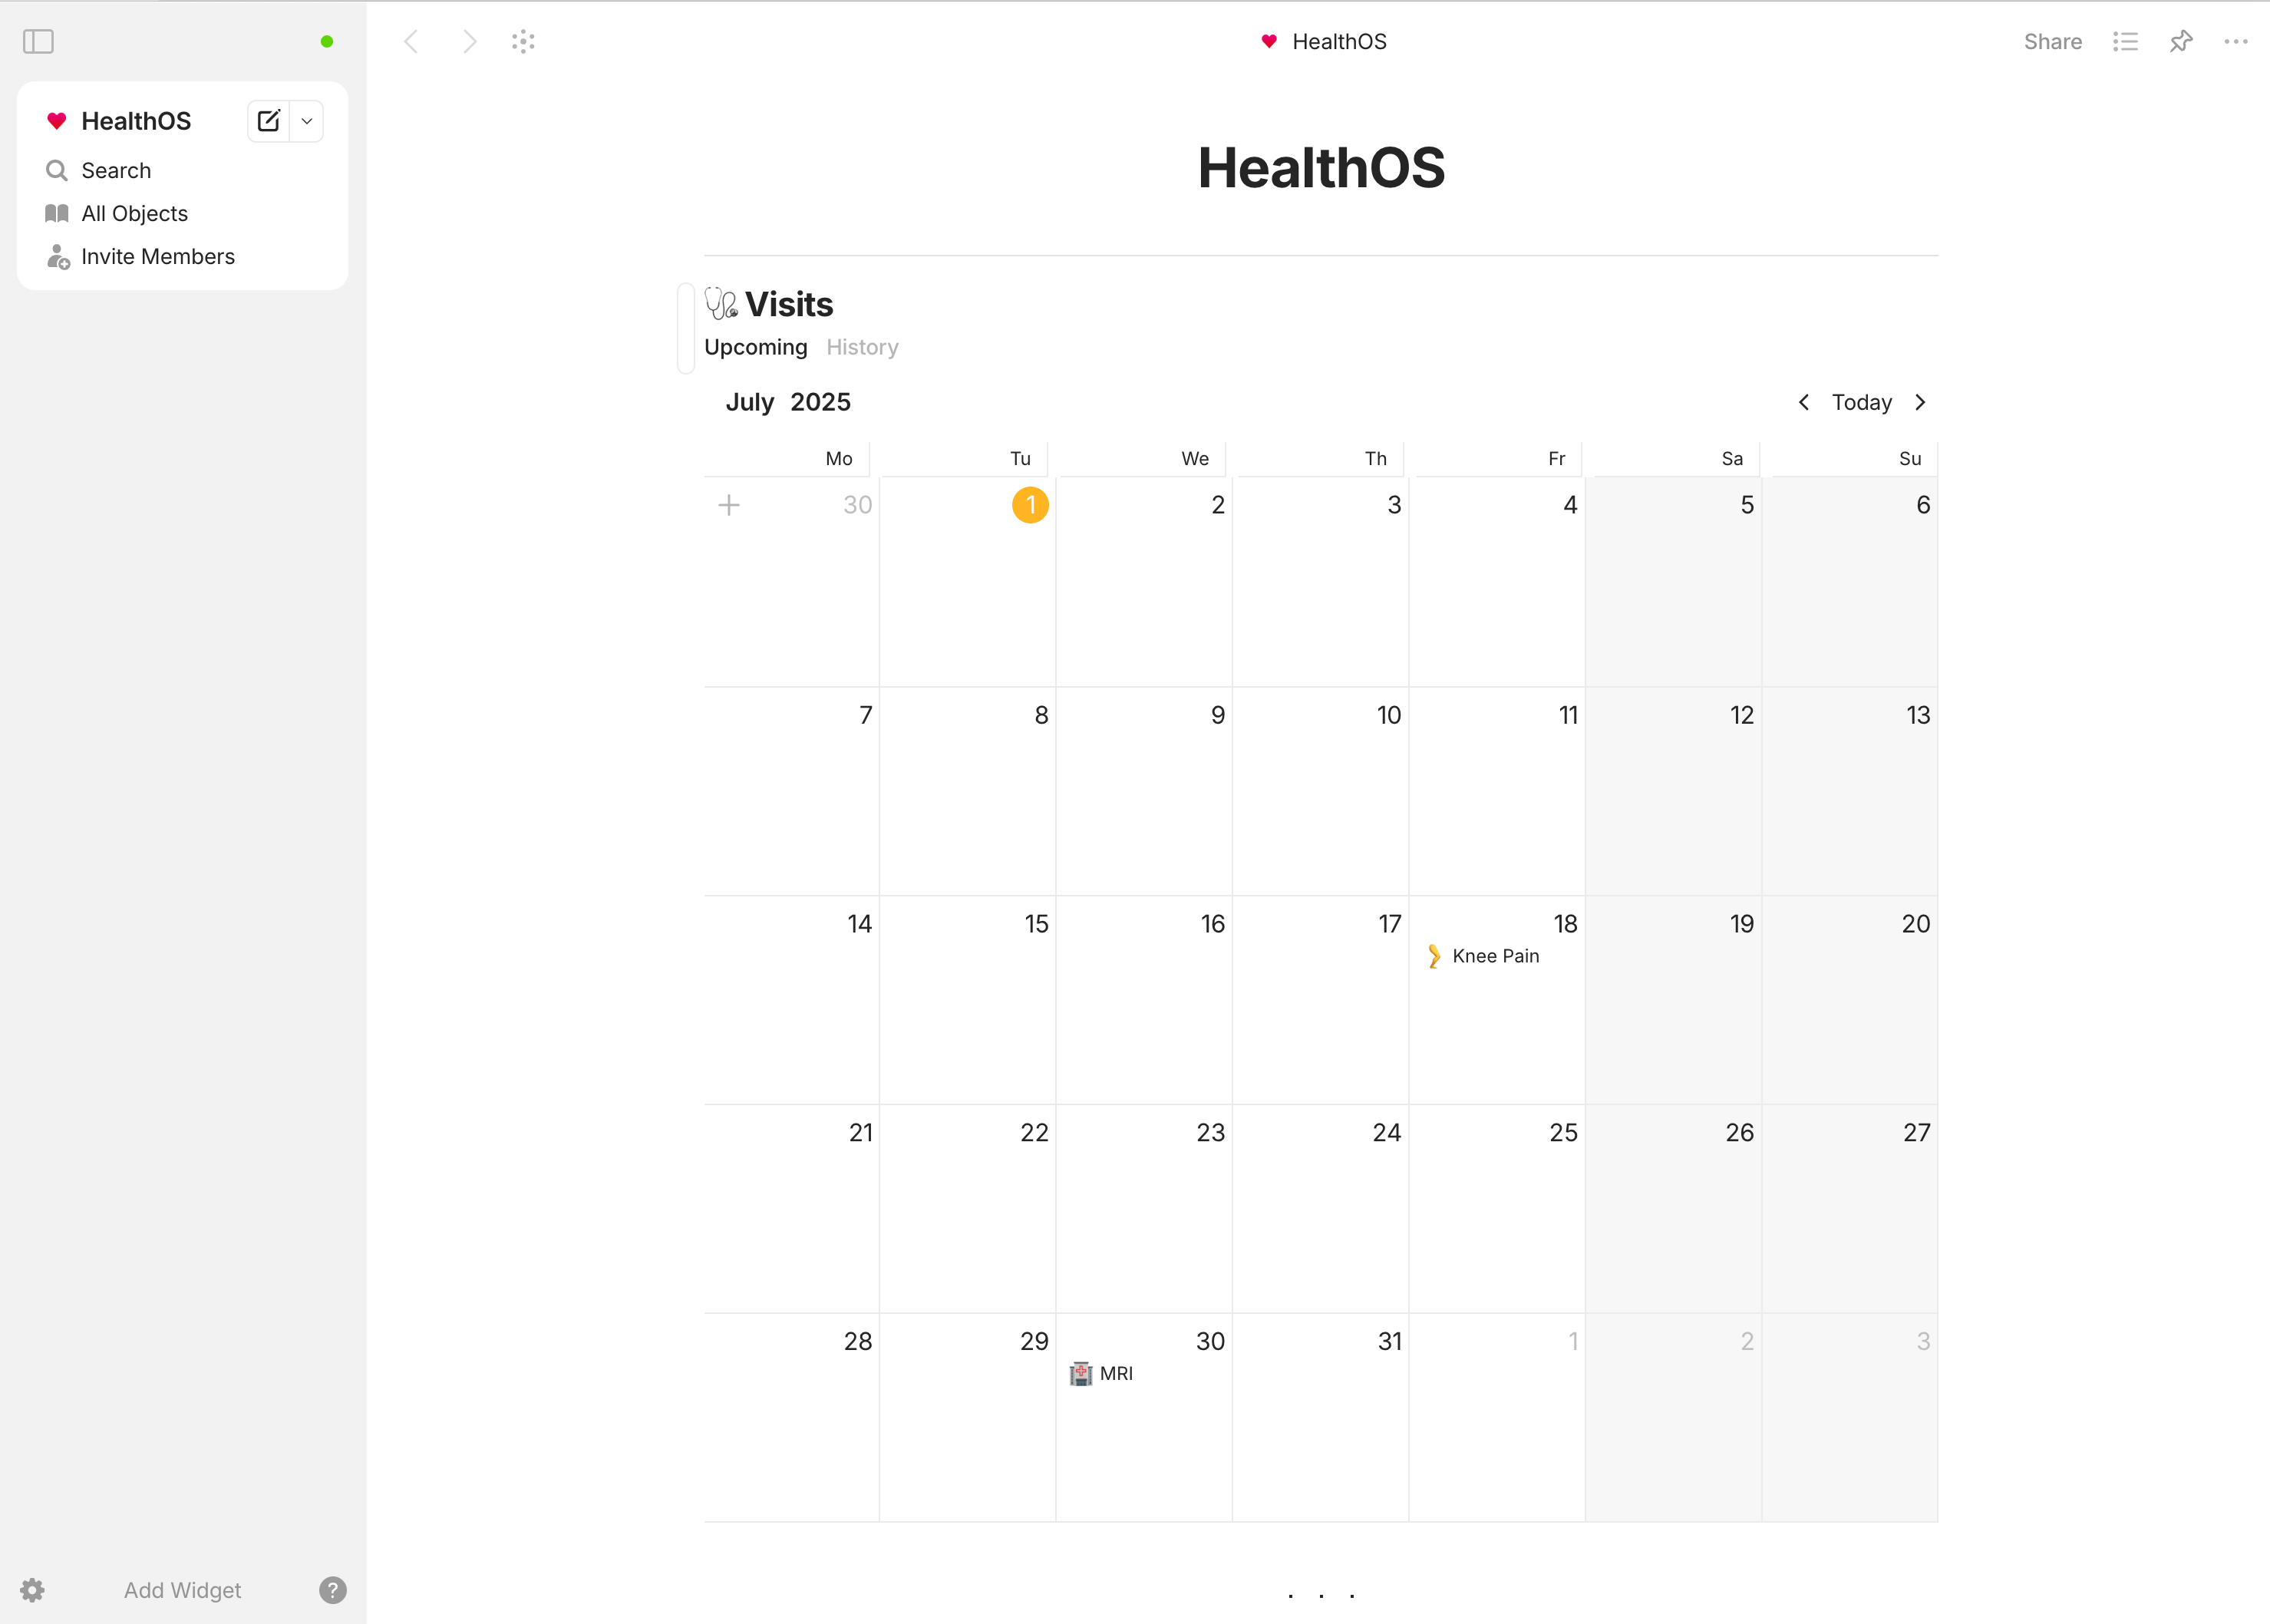 HealthOS
Share
HealthOS
Search
All Objects
Invite Members
HealthOS
Visits
Upcoming History
July 2025
Today
Mo Tu We Th Fr Sa Su
30 1 2 3 4 5 6
7 8 9 10 11 12 13
14 15 16 17 18 19 20
Knee Pain
21 22 23 24 25 26 27
28 29 30 31 1 2 3
MRI
Add Widget
?
. . .